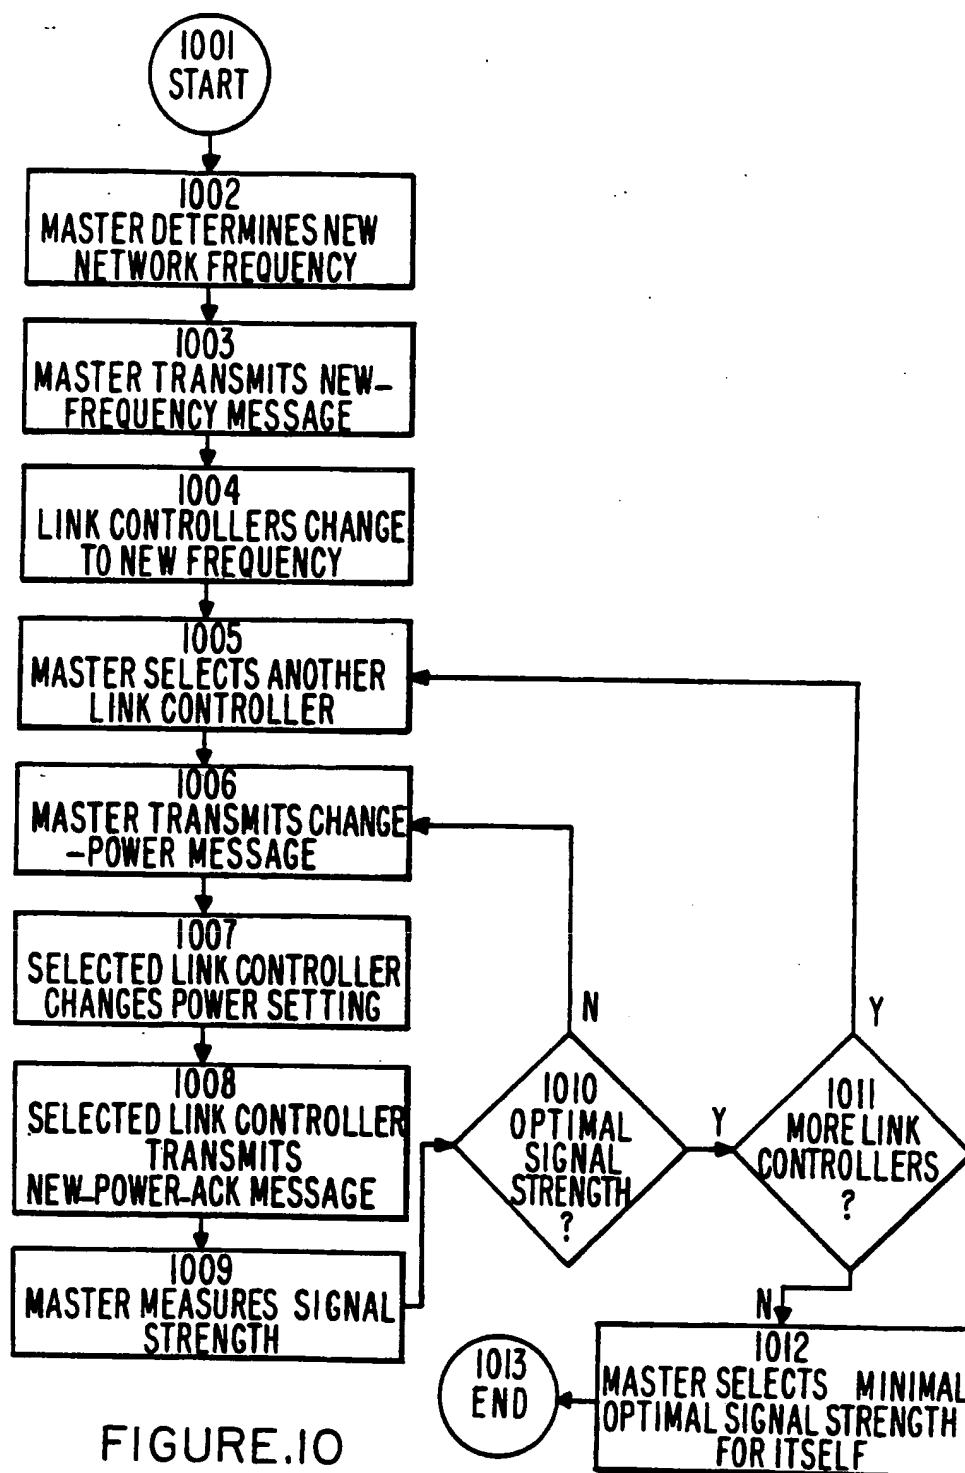 1001
START
1002
MASTER DETERMINES NEW
NETWORK FREQUENCY
1003
MASTER TRANSMITS NEW-
FREQUENCY MESSAGE
1004
LINK CONTROLLERS CHANGE
TO NEW FREQUENCY
1005
MASTER SELECTS ANOTHER
LINK CONTROLLER
1006
MASTER TRANSMITS CHANGE
-POWER MESSAGE
1007
SELECTED LINK CONTROLLER
CHANGES POWER SETTING
1008
SELECTED LINK CONTROLLER
TRANSMITS
NEW-POWER-ACK MESSAGE
1009
MASTER MEASURES SIGNAL
STRENGTH
N
1010
OPTIMAL
SIGNAL
STRENGTH
?
Y
Y
1011
MORE LINK
CONTROLLERS
?
N
1012
MASTER SELECTS MINIMAL
OPTIMAL SIGNAL STRENGTH
FOR ITSELF
1013
END
FIGURE.10